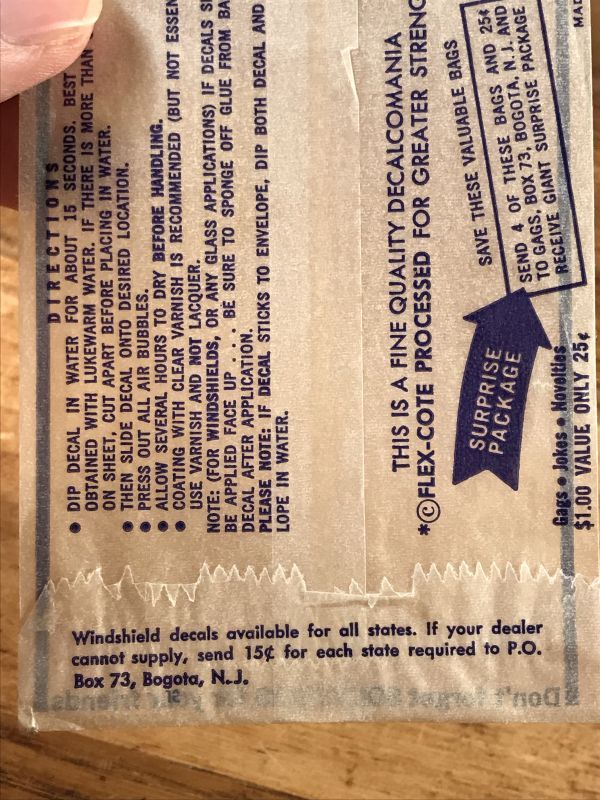 DIRECTIONS
• DIP DECAL IN WATER FOR ABOUT 15 SECONDS. BEST
OBTAINED WITH LUKEWARM WATER. IF THERE IS MORE THAN
ON SHEET, CUT APART BEFORE PLACING IN WATER.
• THEN SLIDE DECAL ONTO DESIRED LOCATION.
• PRESS OUT ALL AIR BUBBLES.
• ALLOW SEVERAL HOURS TO DRY BEFORE HANDLING.
• COATING WITH CLEAR VARNISH IS RECOMMENDED (BUT NOT ESSEN
USE VARNISH AND NOT LACQUER.
NOTE: (FOR WINDSHIELDS, OR ANY GLASS APPLICATIONS) IF DECALS
BE APPLIED FACE UP . . . BE SURE TO SPONGE OFF GLUE FROM BA
DECAL AFTER APPLICATION.
PLEASE NOTE: IF DECAL STICKS TO ENVELOPE, DIP BOTH DECAL AND
LOPE IN WATER.
THIS IS A FINE QUALITY DECALCOMANIA
*©FLEX-COTE PROCESSED FOR GREATER STRENG
SAVE THESE VALUABLE BAGS
SEND 4 OF THESE BAGS AND 25¢
TO GAGS, BOX 73, BOGOTA, N.J. AND
RECEIVE GIANT SURPRISE PACKAGE
SURPRISE
PACKAGE
Gags • Jokes • Novelties
$1.00 VALUE ONLY 25¢
MAD
Windshield decals available for all states. If your dealer
cannot supply, send 15¢ for each state required to P.O.
Box 73, Bogota, N.J.
Don't forget
your friends